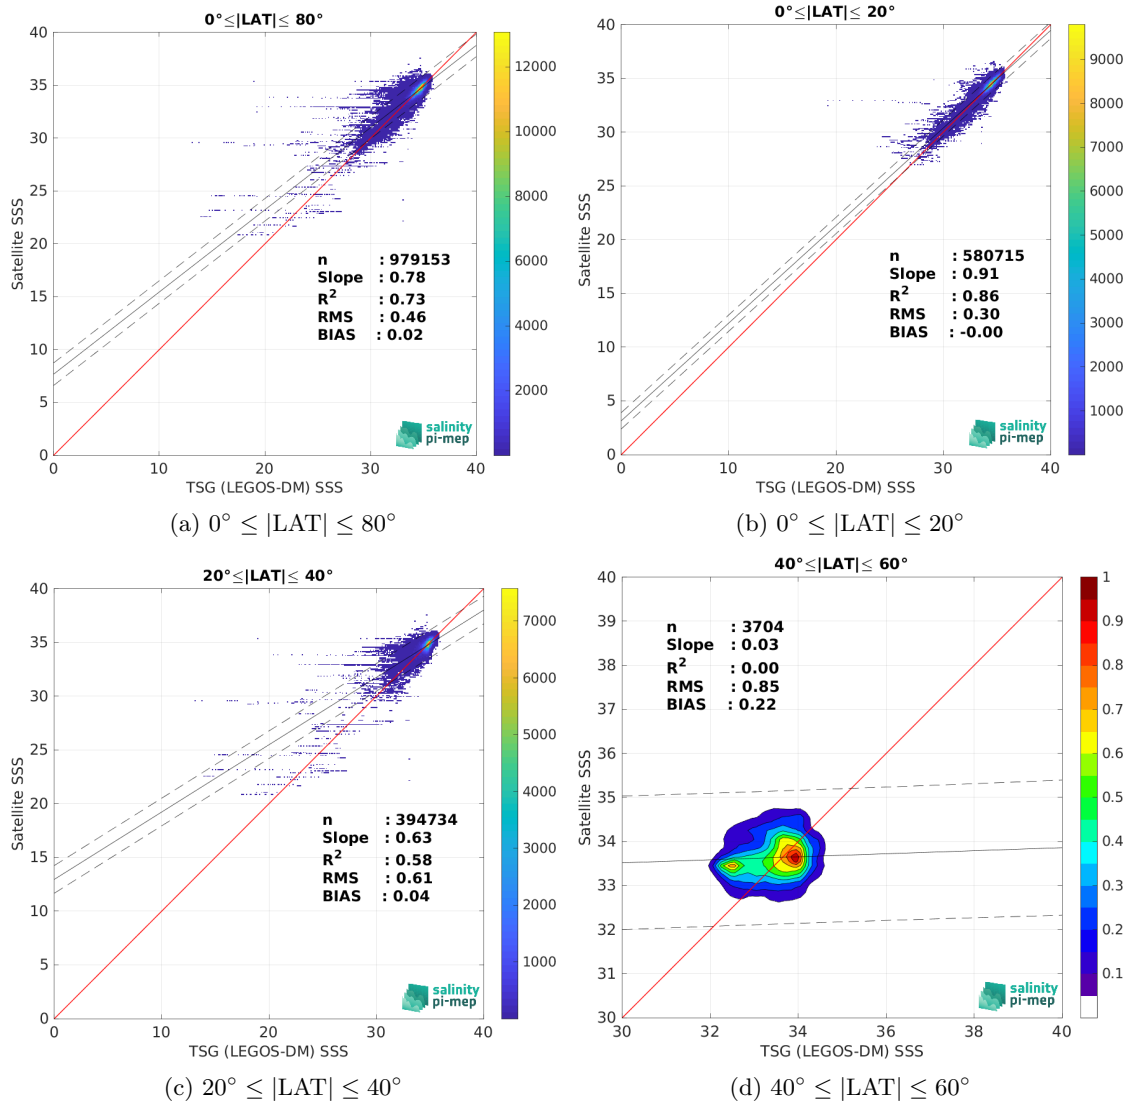 0°≤|LAT|≤ 80°
40
35
30
25
20
15
10
5
0
0
10
20
30
40
Satellite SSS
TSG (LEGOS-DM) SSS
n : 979153
Slope : 0.78
R² : 0.73
RMS : 0.46
BIAS : 0.02
salinity
pi-mep
12000
10000
8000
6000
4000
2000
(a) 0° ≤ |LAT| ≤ 80°
0°≤|LAT|≤ 20°
40
35
30
25
20
15
10
5
0
0
10
20
30
40
Satellite SSS
TSG (LEGOS-DM) SSS
n : 580715
Slope : 0.91
R² : 0.86
RMS : 0.30
BIAS : -0.00
salinity
pi-mep
9000
8000
7000
6000
5000
4000
3000
2000
1000
(b) 0° ≤ |LAT| ≤ 20°
20°≤|LAT|≤ 40°
40
35
30
25
20
15
10
5
0
0
10
20
30
40
Satellite SSS
TSG (LEGOS-DM) SSS
n : 394734
Slope : 0.63
R² : 0.58
RMS : 0.61
BIAS : 0.04
salinity
pi-mep
7000
6000
5000
4000
3000
2000
1000
(c) 20° ≤ |LAT| ≤ 40°
40°≤|LAT|≤ 60°
40
39
38
37
36
35
34
33
32
31
30
30
32
34
36
38
40
Satellite SSS
TSG (LEGOS-DM) SSS
n : 3704
Slope : 0.03
R² : 0.00
RMS : 0.85
BIAS : 0.22
salinity
pi-mep
1
0.9
0.8
0.7
0.6
0.5
0.4
0.3
0.2
0.1
(d) 40° ≤ |LAT| ≤ 60°